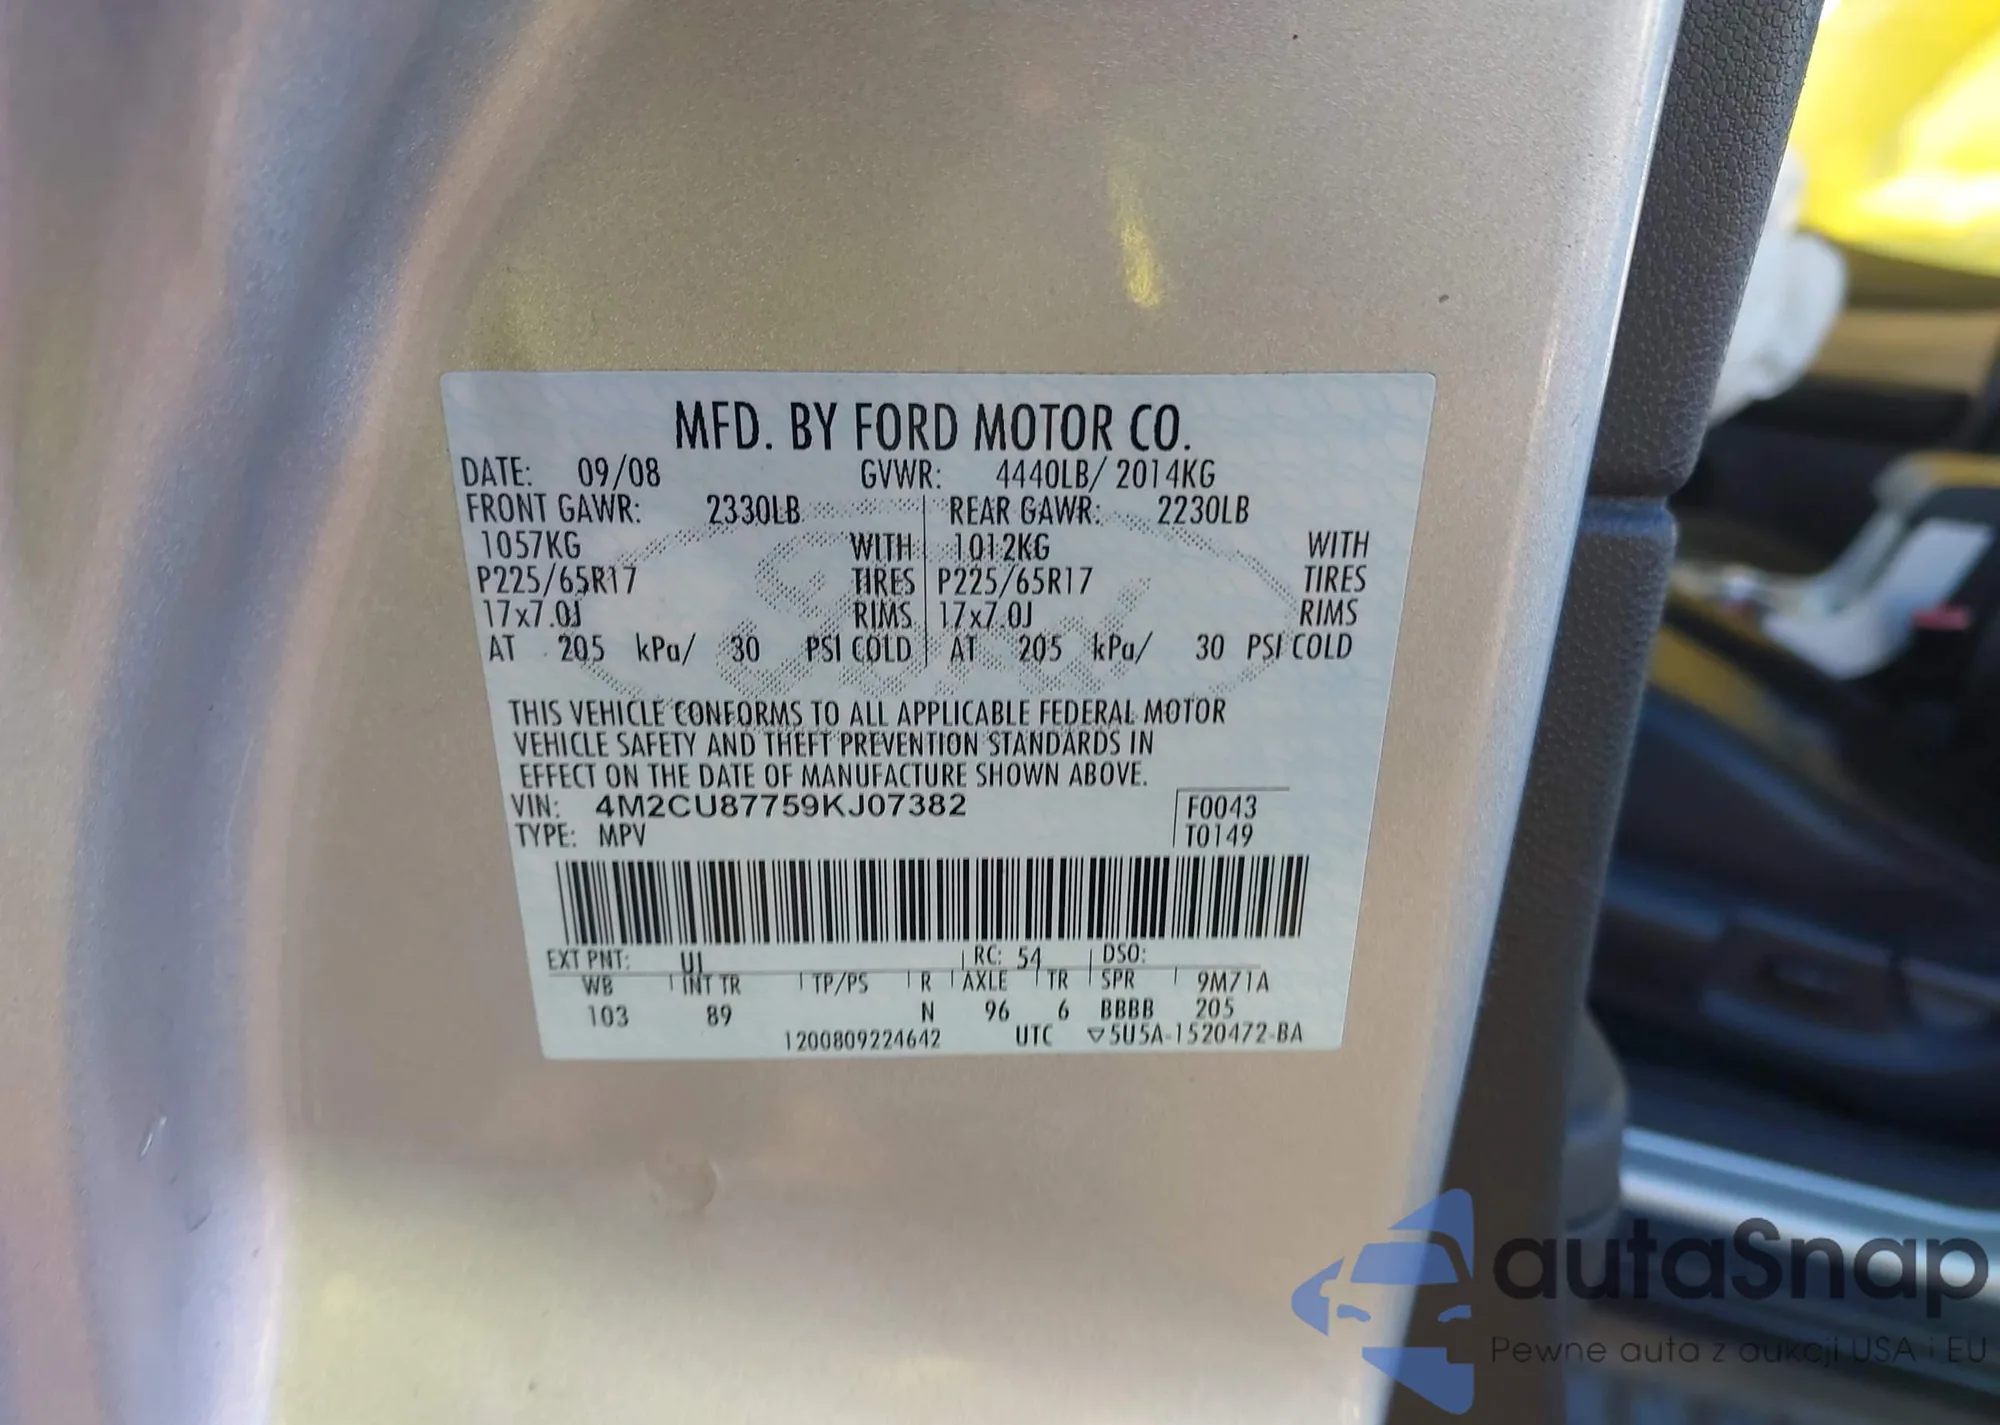 MFD. BY FORD MOTOR CO.
DATE: 09/08 GVWR: 4440LB/ 2014KG
FRONT GAWR: 2330LB REAR GAWR: 2230LB
1057KG WITH 1012KG WITH
P225/65R17 TIRES P225/65R17 TIRES
17x7.0J RIMS 17x7.0J RIMS
AT 205 kPa/ 30 PSI COLD AT 205 kPa/ 30 PSI COLD
Ford
THIS VEHICLE CONFORMS TO ALL APPLICABLE FEDERAL MOTOR
VEHICLE SAFETY AND THEFT PREVENTION STANDARDS IN
EFFECT ON THE DATE OF MANUFACTURE SHOWN ABOVE.
VIN: 4M2CU87759KJ07382 F0043
TYPE: MPV T0149
EXT PNT: UJ RC: 54 DSO:
WB INT TR TP/PS R AXLE TR SPR 9M71A
103 89 N 96 6 BBBB 205
1200809224642 UTC ▽5U5A-1520472-BA
autaSnap
Pewne auta z aukcji USA i EU